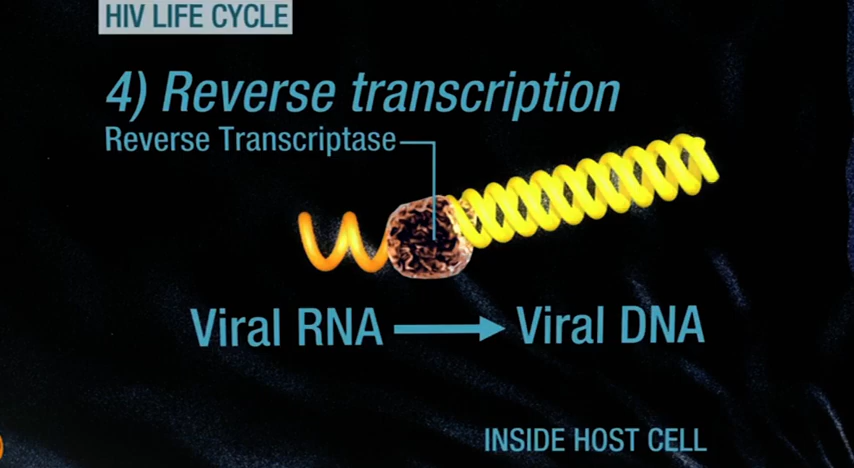 HIV LIFE CYCLE
4) Reverse transcription
Reverse Transcriptase
Viral RNA → Viral DNA
INSIDE HOST CELL